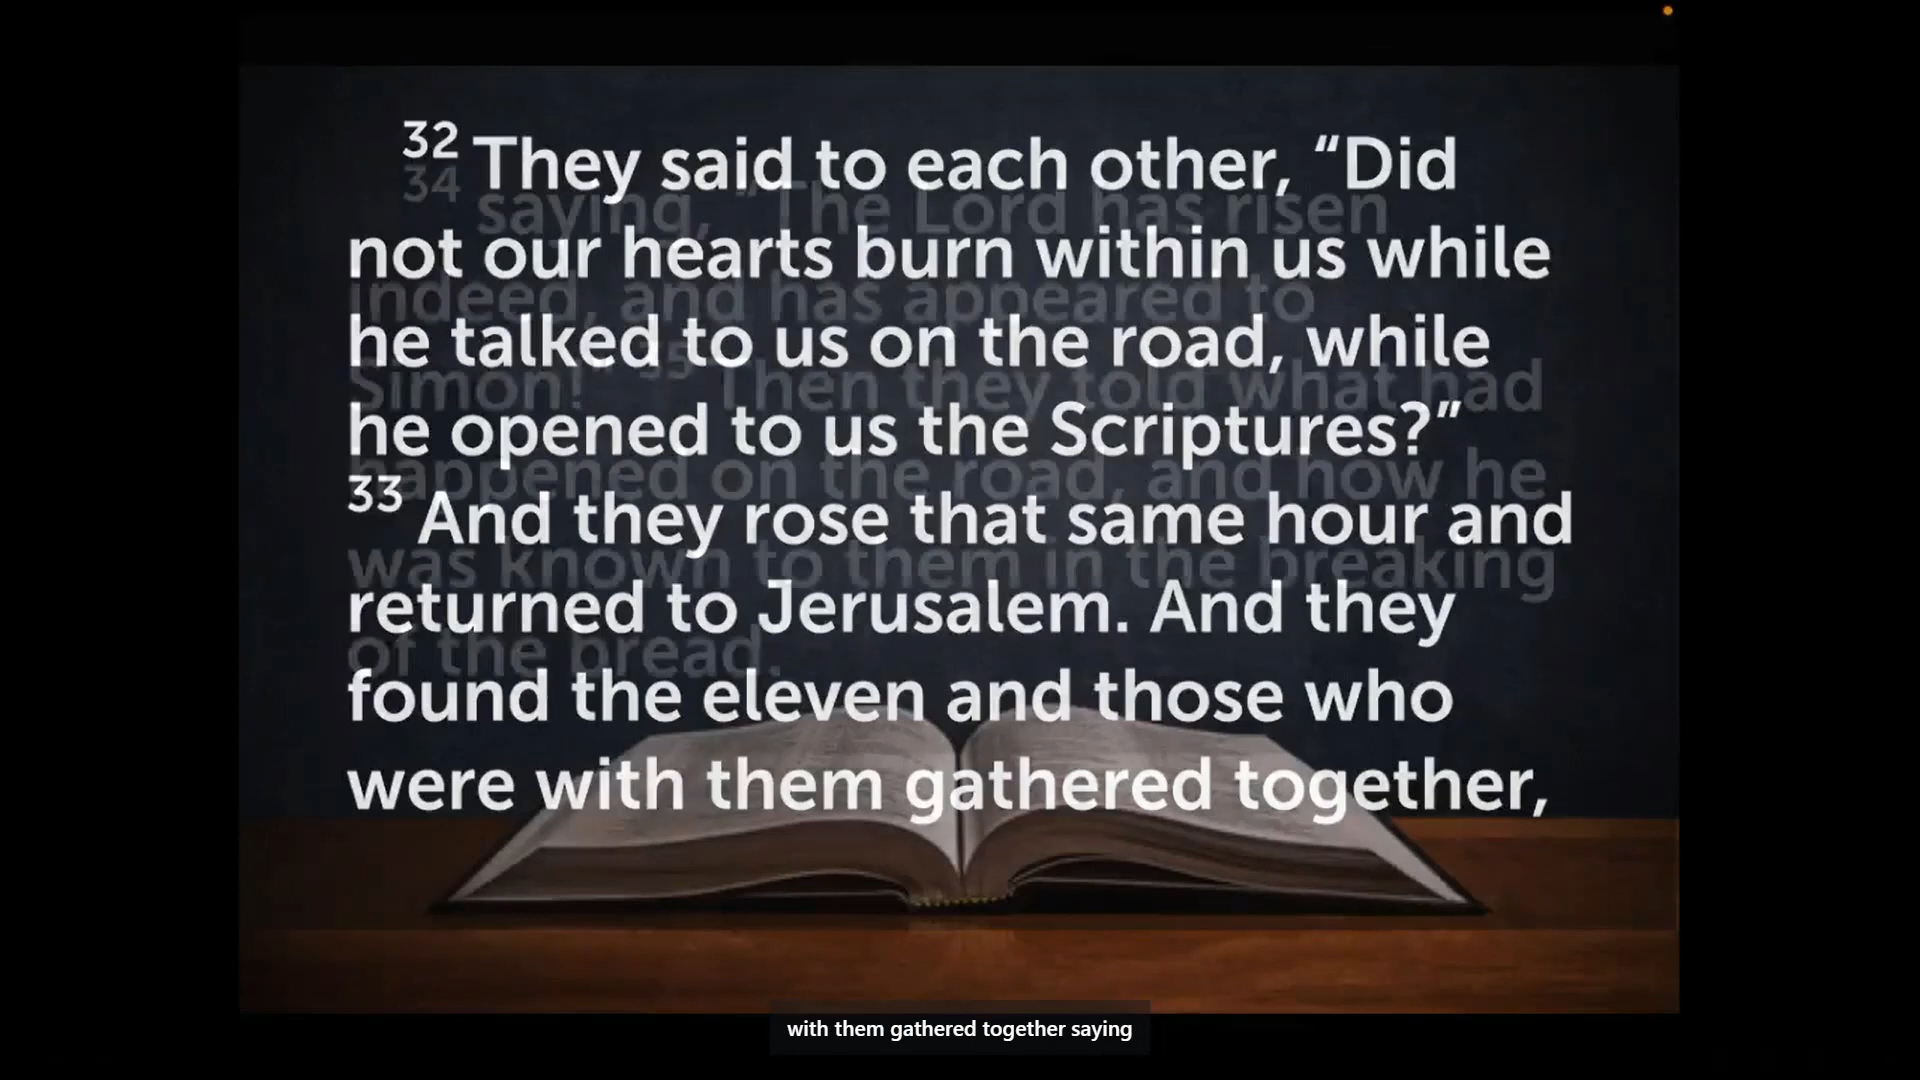 32 They said to each other, “Did
not our hearts burn within us while
he talked to us on the road, while
he opened to us the Scriptures?”
33 And they rose that same hour and
returned to Jerusalem. And they
found the eleven and those who
were with them gathered together,
34 saying, “The Lord has risen
indeed, and has appeared to
Simon!” 35 Then they told what had
happened on the road, and how he
was known to them in the breaking
of the bread.
with them gathered together saying